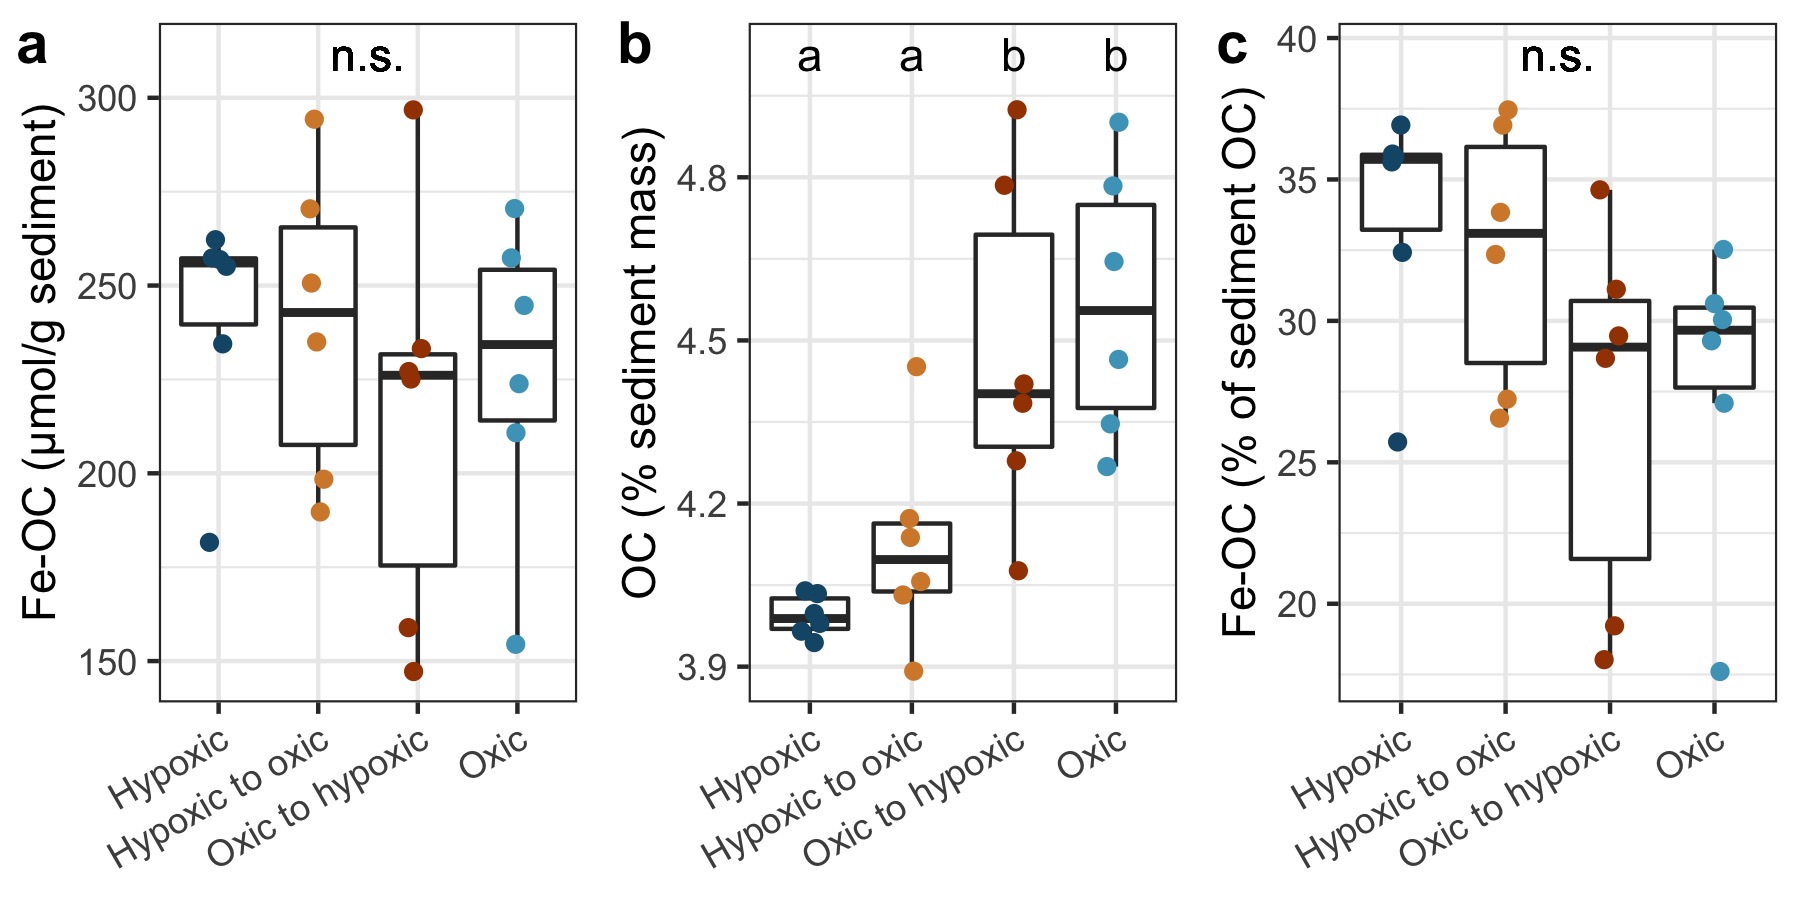 a
n.s.
Fe-OC (µmol/g sediment)
300
250
200
150
Hypoxic
Hypoxic to oxic
Oxic to hypoxic
Oxic
b
a a b b
OC (% sediment mass)
4.8
4.5
4.2
3.9
Hypoxic
Hypoxic to oxic
Oxic to hypoxic
Oxic
c
n.s.
Fe-OC (% of sediment OC)
40
35
30
25
20
Hypoxic
Hypoxic to oxic
Oxic to hypoxic
Oxic